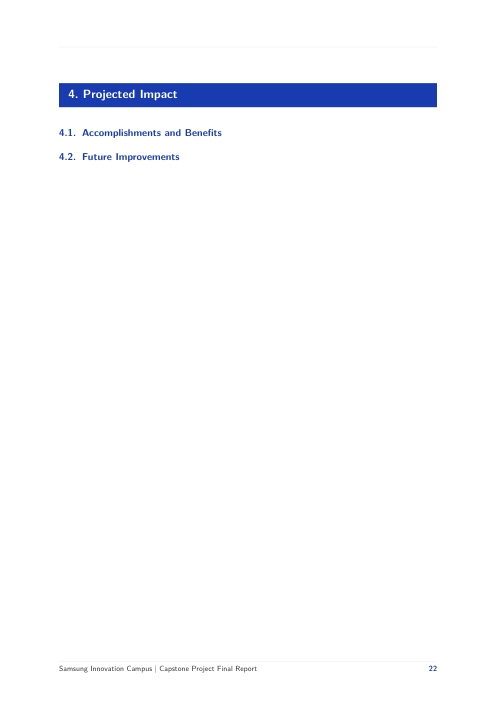 4. Projected Impact
4.1. Accomplishments and Benefits
4.2. Future Improvements
Samsung Innovation Campus | Capstone Project Final Report 22